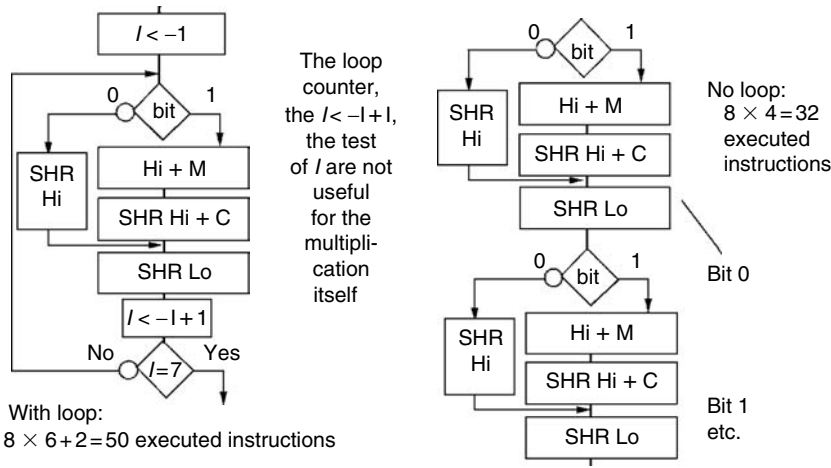 I < –1
0
bit
1
SHR
Hi
Hi + M
SHR Hi + C
SHR Lo
I < –I + 1
No
I = 7
Yes
With loop:
8 × 6 + 2 = 50 executed instructions
The loop
counter,
the I < –I + I,
the test
of I are not
useful
for the
multipli-
cation
itself
0
bit
1
SHR
Hi
Hi + M
SHR Hi + C
SHR Lo
No loop:
8 × 4 = 32
executed
instructions
Bit 0
0
bit
1
SHR
Hi
Hi + M
SHR Hi + C
SHR Lo
Bit 1
etc.